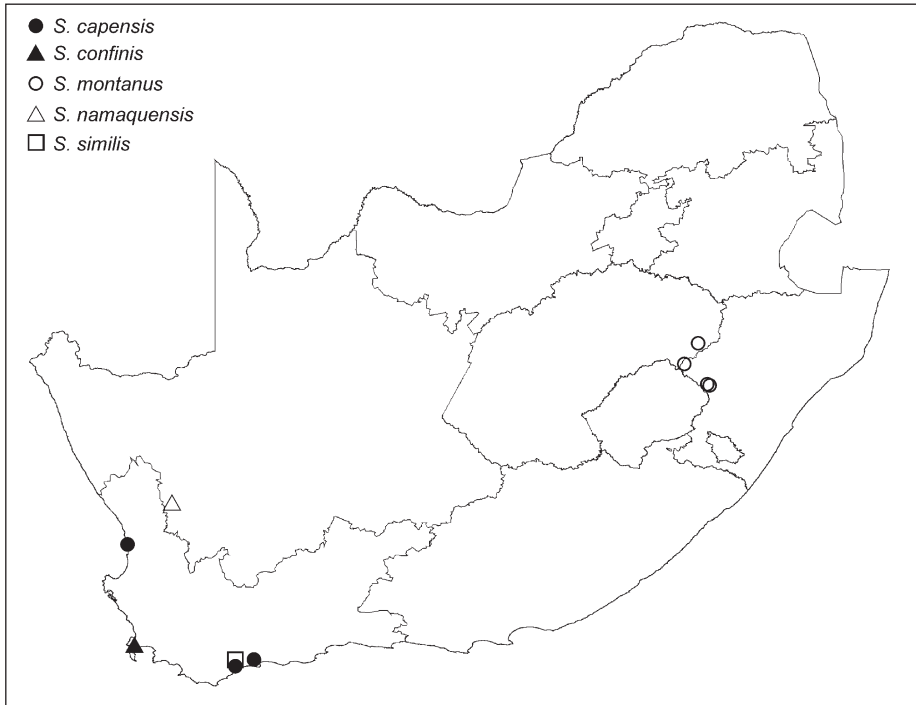 S. capensis
S. confinis
S. montanus
S. namaquensis
S. similis